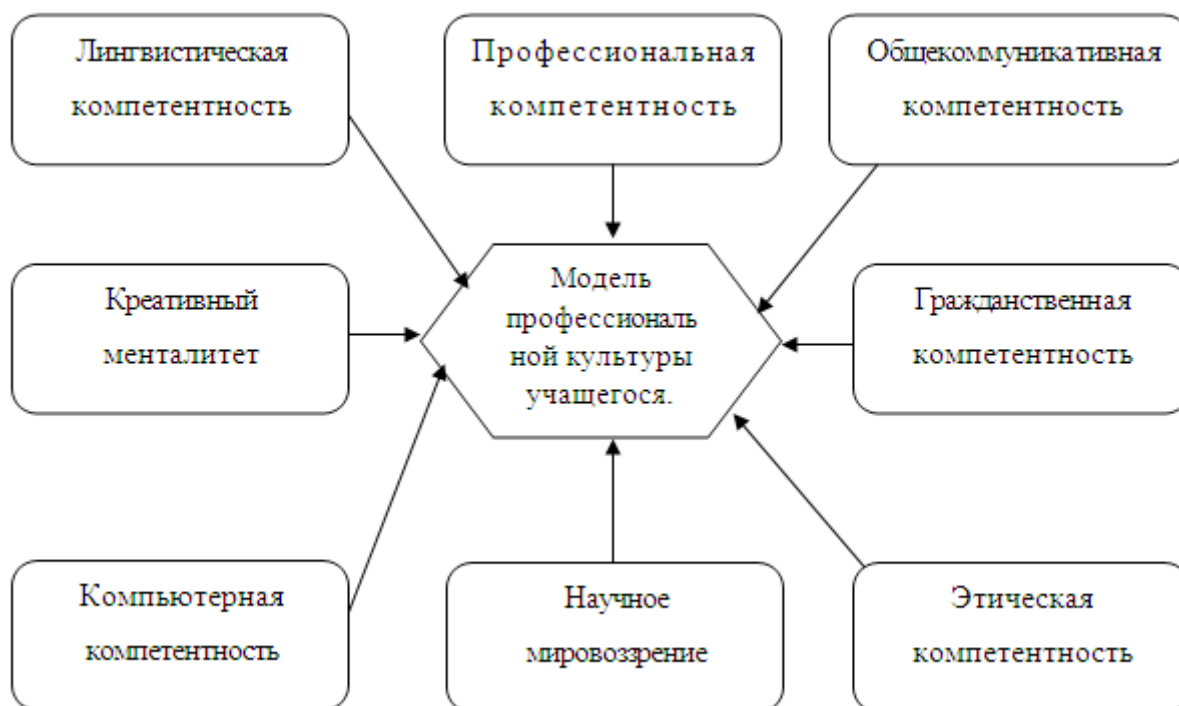 Лингвистическая
компетентность
Профессиональная
компетентность
Общекоммуникативная
компетентность
Креативный
менталитет
Модель
профессиональ
ной культуры
учащегося.
Гражданственная
компетентность
Компьютерная
компетентность
Научное
мировоззрение
Этическая
компетентность